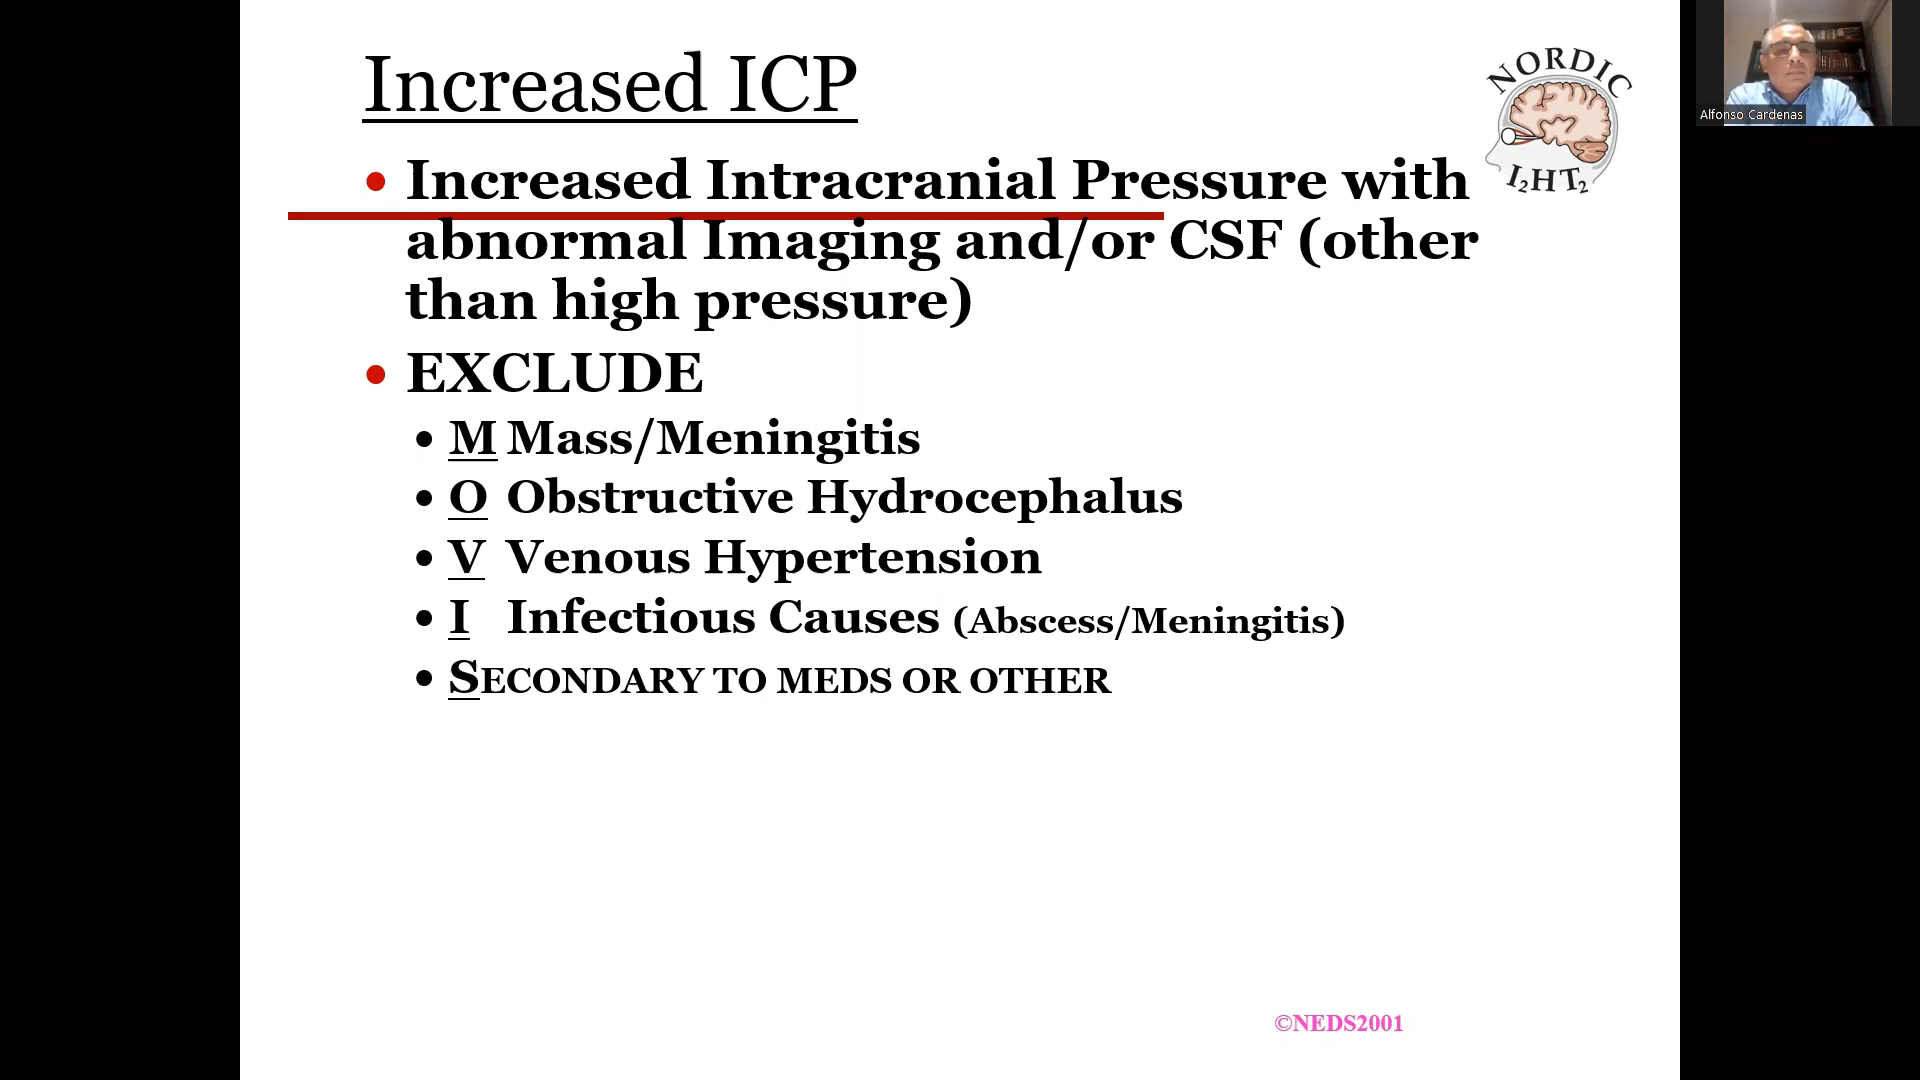 Increased ICP
NORDIC
I₂HT₂
Alfonso Cardenas
• Increased Intracranial Pressure with
abnormal Imaging and/or CSF (other
than high pressure)
• EXCLUDE
• M Mass/Meningitis
• O Obstructive Hydrocephalus
• V Venous Hypertension
• I Infectious Causes (Abscess/Meningitis)
• SECONDARY TO MEDS OR OTHER
©NEDS2001